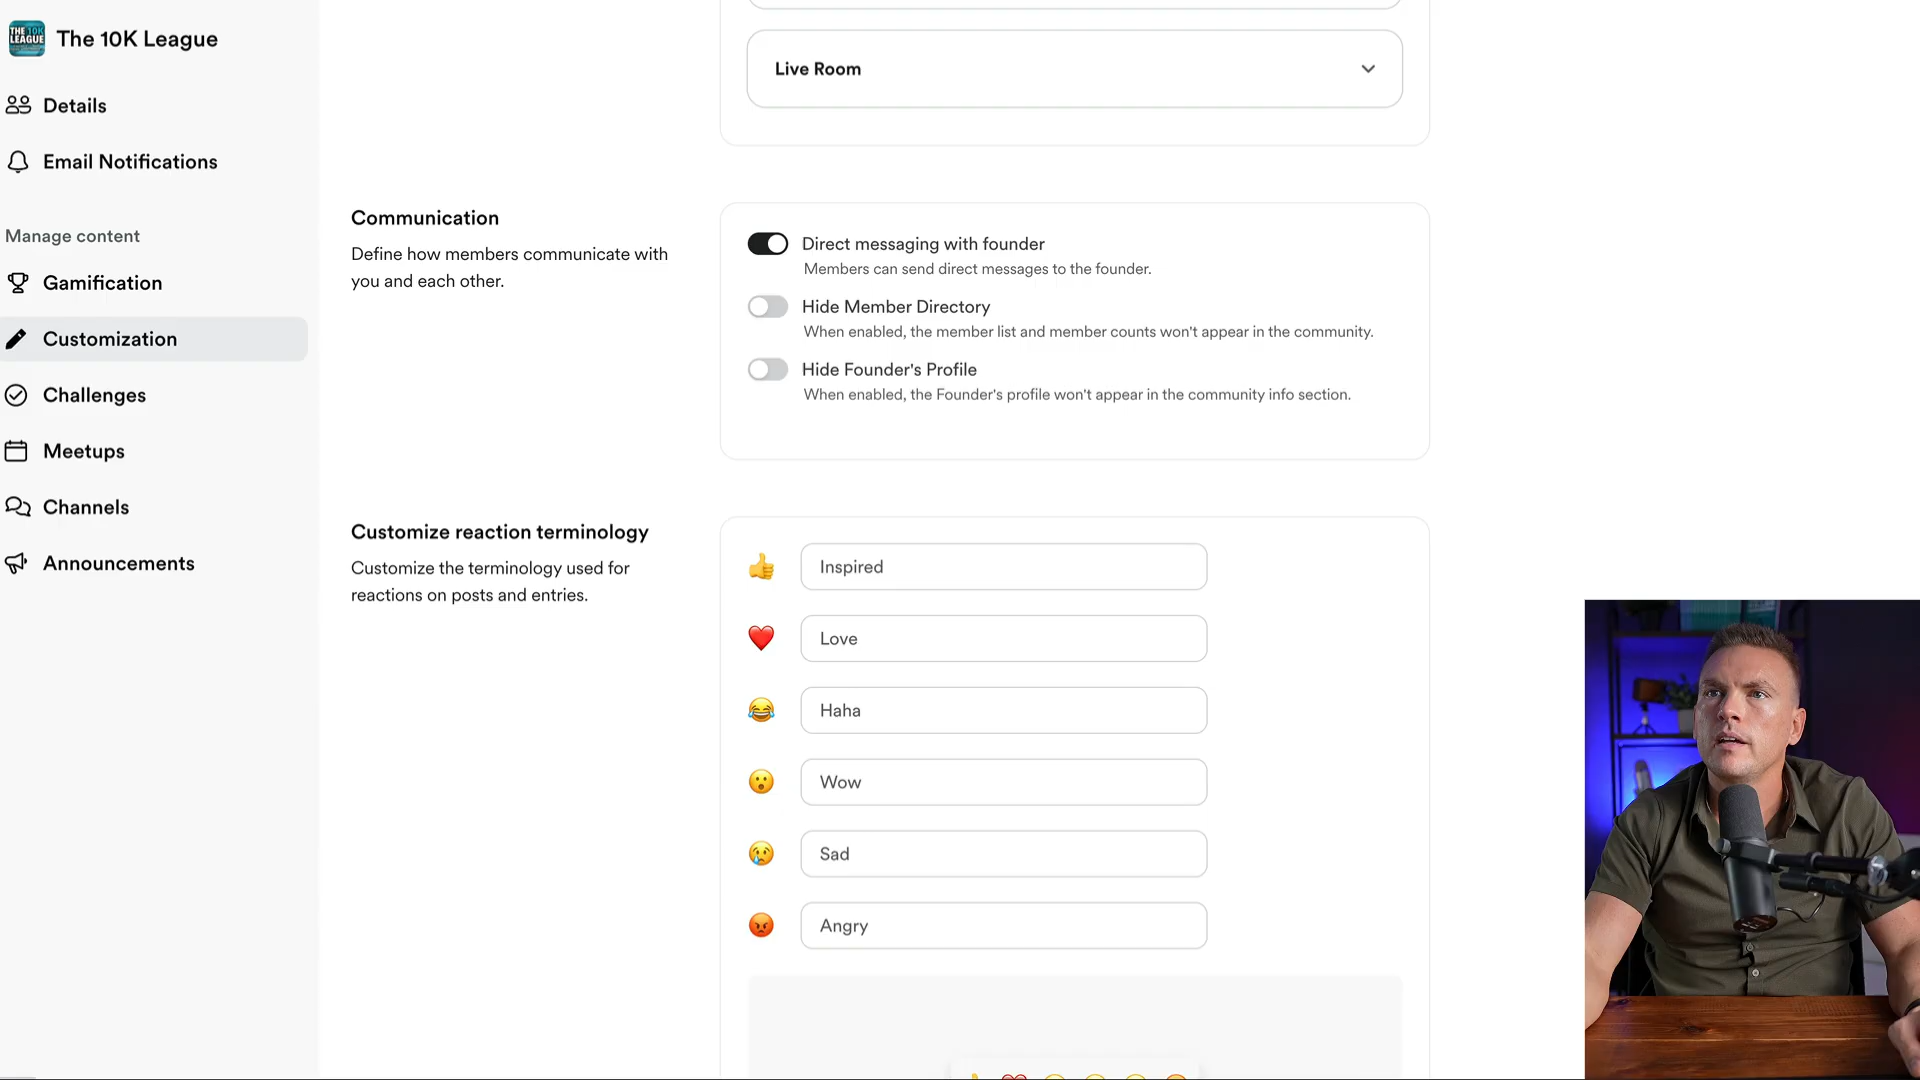 THE 10K
LEAGUE
The 10K League
Details
Email Notifications
Manage content
Gamification
Customization
Challenges
Meetups
Channels
Announcements
Live Room
Communication
Define how members communicate with
you and each other.
Direct messaging with founder
Members can send direct messages to the founder.
Hide Member Directory
When enabled, the member list and member counts won't appear in the community.
Hide Founder's Profile
When enabled, the Founder's profile won't appear in the community info section.
Customize reaction terminology
Customize the terminology used for
reactions on posts and entries.
Inspired
Love
Haha
Wow
Sad
Angry